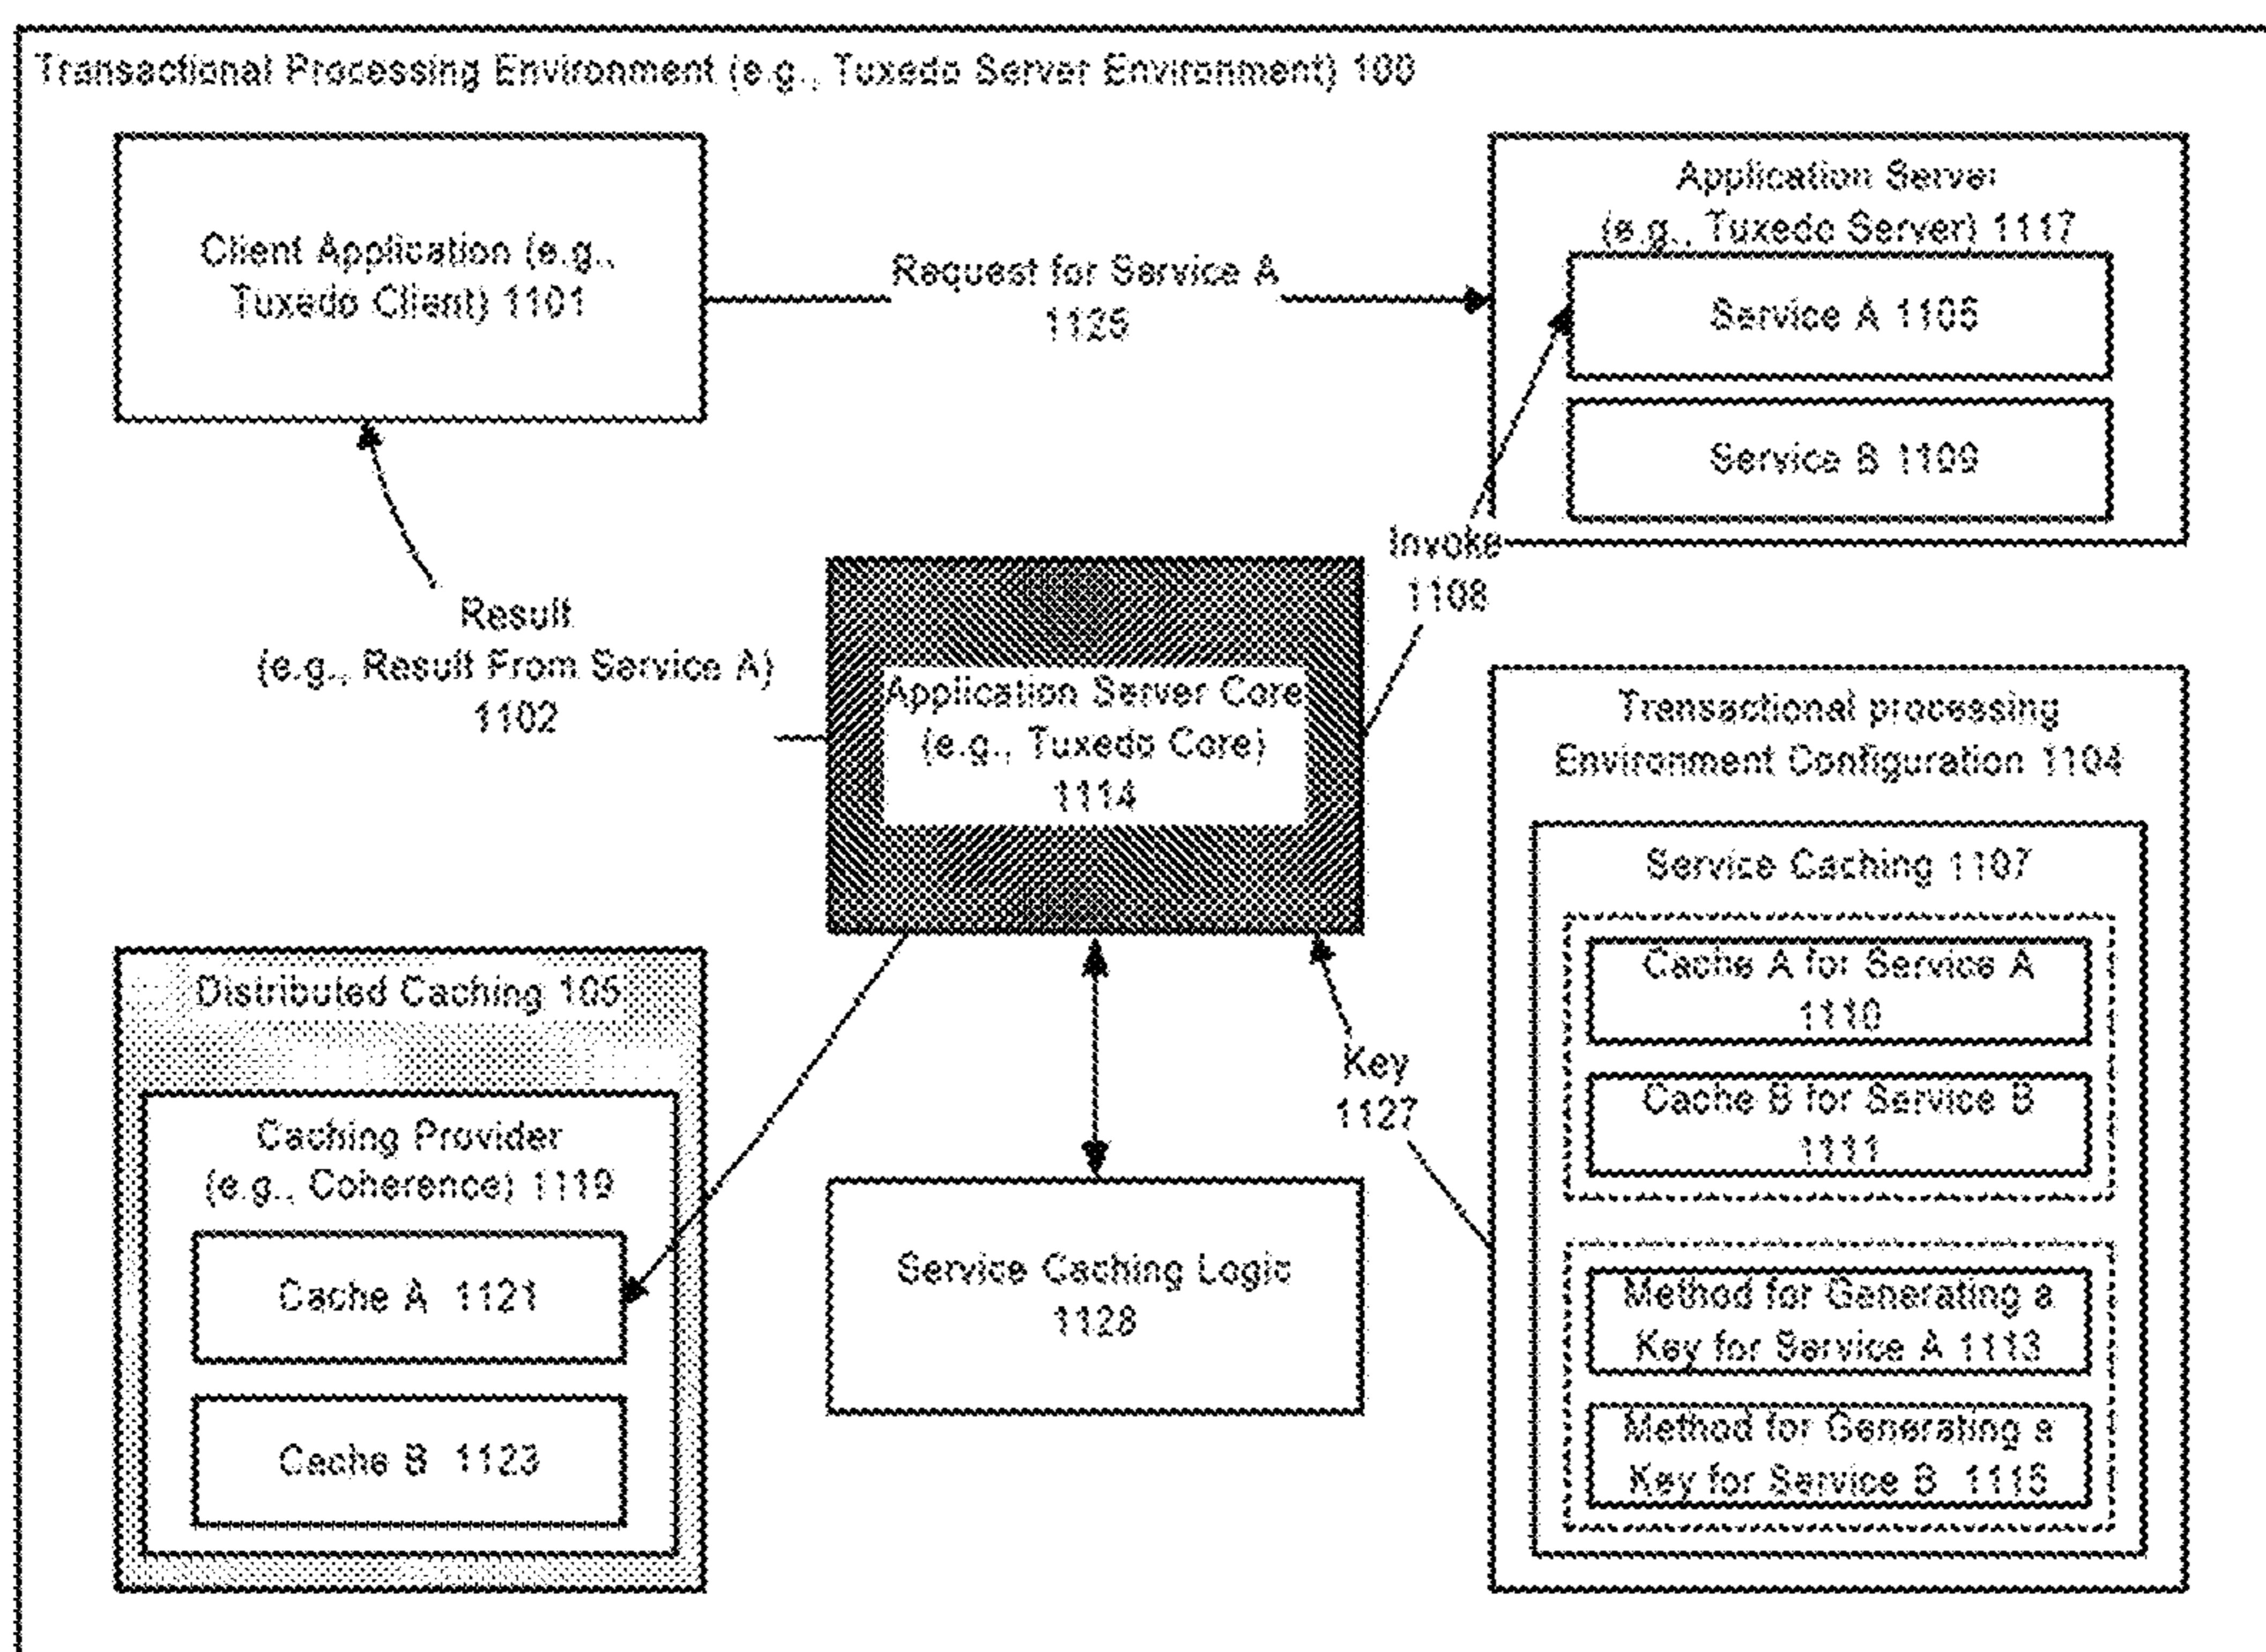 Transactional Processing Environment (e.g., Tuxedo Server Environment) 100
Client Application (e.g.,
Tuxedo Client) 1101
Request for Service A
1125
Application Server
(e.g., Tuxedo Server) 1117
Service A 1105
Service B 1109
Invoke
1108
Result
(e.g., Result From Service A)
1102
Application Server Core
(e.g., Tuxedo Core)
1114
Transactional processing
Environment Configuration 1104
Service Caching 1107
Cache A for Service A
1110
Cache B for Service B
1111
Method for Generating a
Key for Service A 1113
Method for Generating a
Key for Service B 1115
Key
1127
Distributed Caching 105
Caching Provider
(e.g., Coherence) 1119
Cache A 1121
Cache B 1123
Service Caching Logic
1128